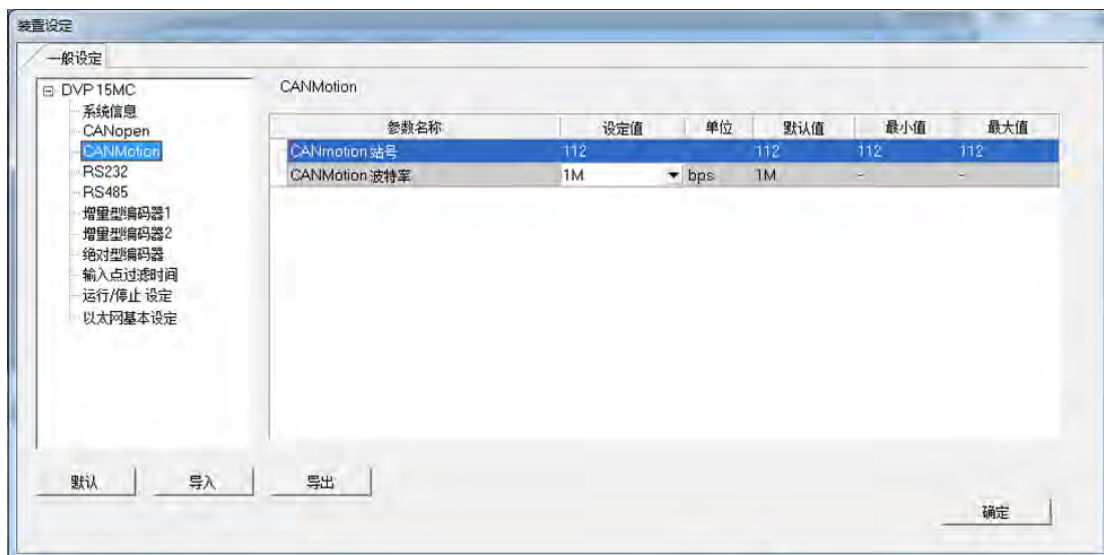 装置设定
一般设定
DVP 15MC
系统信息
CANopen
CANMotion
RS232
RS485
增量型编码器1
增量型编码器2
绝对型编码器
输入点过滤时间
运行/停止 设定
以太网基本设定
CANMotion
参数名称 设定值 单位 默认值 最小值 最大值
CANmotion 站号 112 112 112 112
CANMotion 波特率 1M bps 1M - -
默认 导入 导出
确定